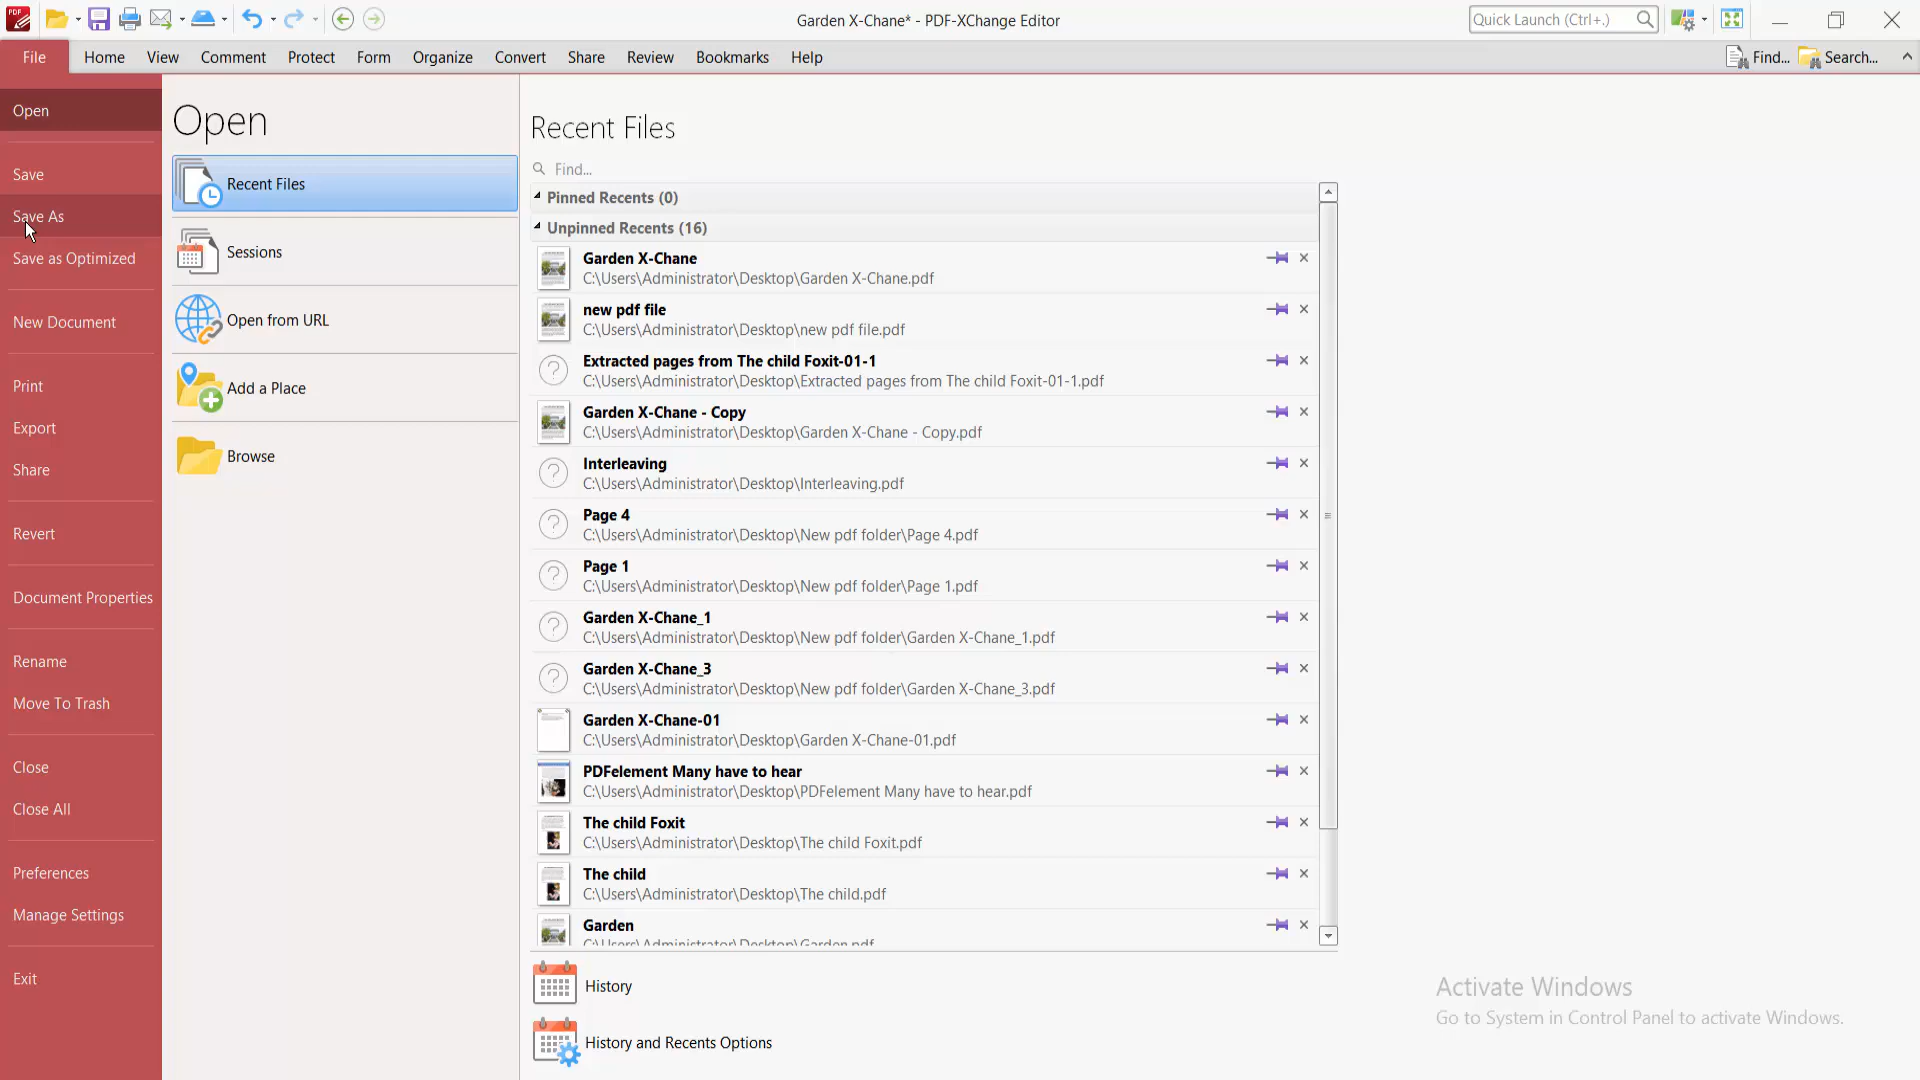 Garden X-Chane* - PDF-XChange Editor
Quick Launch (Ctrl+.)
File Home View Comment Protect Form Organize Convert Share Review Bookmarks Help
Find... Search...
Open
Save
Save As
Save as Optimized
New Document
Print
Export
Share
Revert
Document Properties
Rename
Move To Trash
Close
Close All
Preferences
Manage Settings
Exit
Open
Recent Files
Sessions
Open from URL
Add a Place
Browse
Recent Files
Find...
Pinned Recents (0)
Unpinned Recents (16)
Garden X-Chane
C:\Users\Administrator\Desktop\Garden X-Chane.pdf
new pdf file
C:\Users\Administrator\Desktop\new pdf file.pdf
Extracted pages from The child Foxit-01-1
C:\Users\Administrator\Desktop\Extracted pages from The child Foxit-01-1.pdf
Garden X-Chane - Copy
C:\Users\Administrator\Desktop\Garden X-Chane - Copy.pdf
Interleaving
C:\Users\Administrator\Desktop\Interleaving.pdf
Page 4
C:\Users\Administrator\Desktop\New pdf folder\Page 4.pdf
Page 1
C:\Users\Administrator\Desktop\New pdf folder\Page 1.pdf
Garden X-Chane_1
C:\Users\Administrator\Desktop\New pdf folder\Garden X-Chane_1.pdf
Garden X-Chane_3
C:\Users\Administrator\Desktop\New pdf folder\Garden X-Chane_3.pdf
Garden X-Chane-01
C:\Users\Administrator\Desktop\Garden X-Chane-01.pdf
PDFelement Many have to hear
C:\Users\Administrator\Desktop\PDFelement Many have to hear.pdf
The child Foxit
C:\Users\Administrator\Desktop\The child Foxit.pdf
The child
C:\Users\Administrator\Desktop\The child.pdf
Garden
C:\Users\Administrator\Desktop\Garden.pdf
History
History and Recents Options
Activate Windows
Go to System in Control Panel to activate Windows.